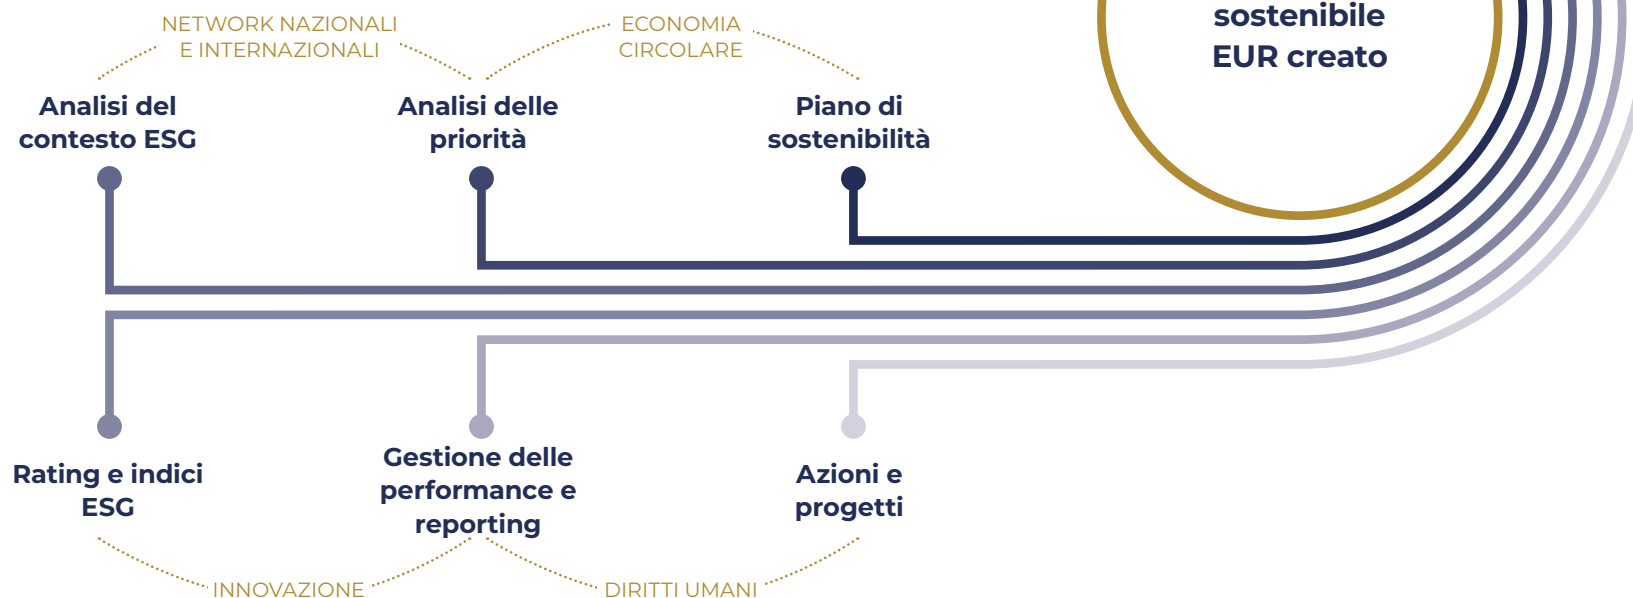 NETWORK NAZIONALI
E INTERNAZIONALI
ECONOMIA
CIRCOLARE
sostenibile
EUR creato
Analisi del
contesto ESG
Analisi delle
priorità
Piano di
sostenibilità
Rating e indici
ESG
Gestione delle
performance e
reporting
Azioni e
progetti
INNOVAZIONE
DIRITTI UMANI